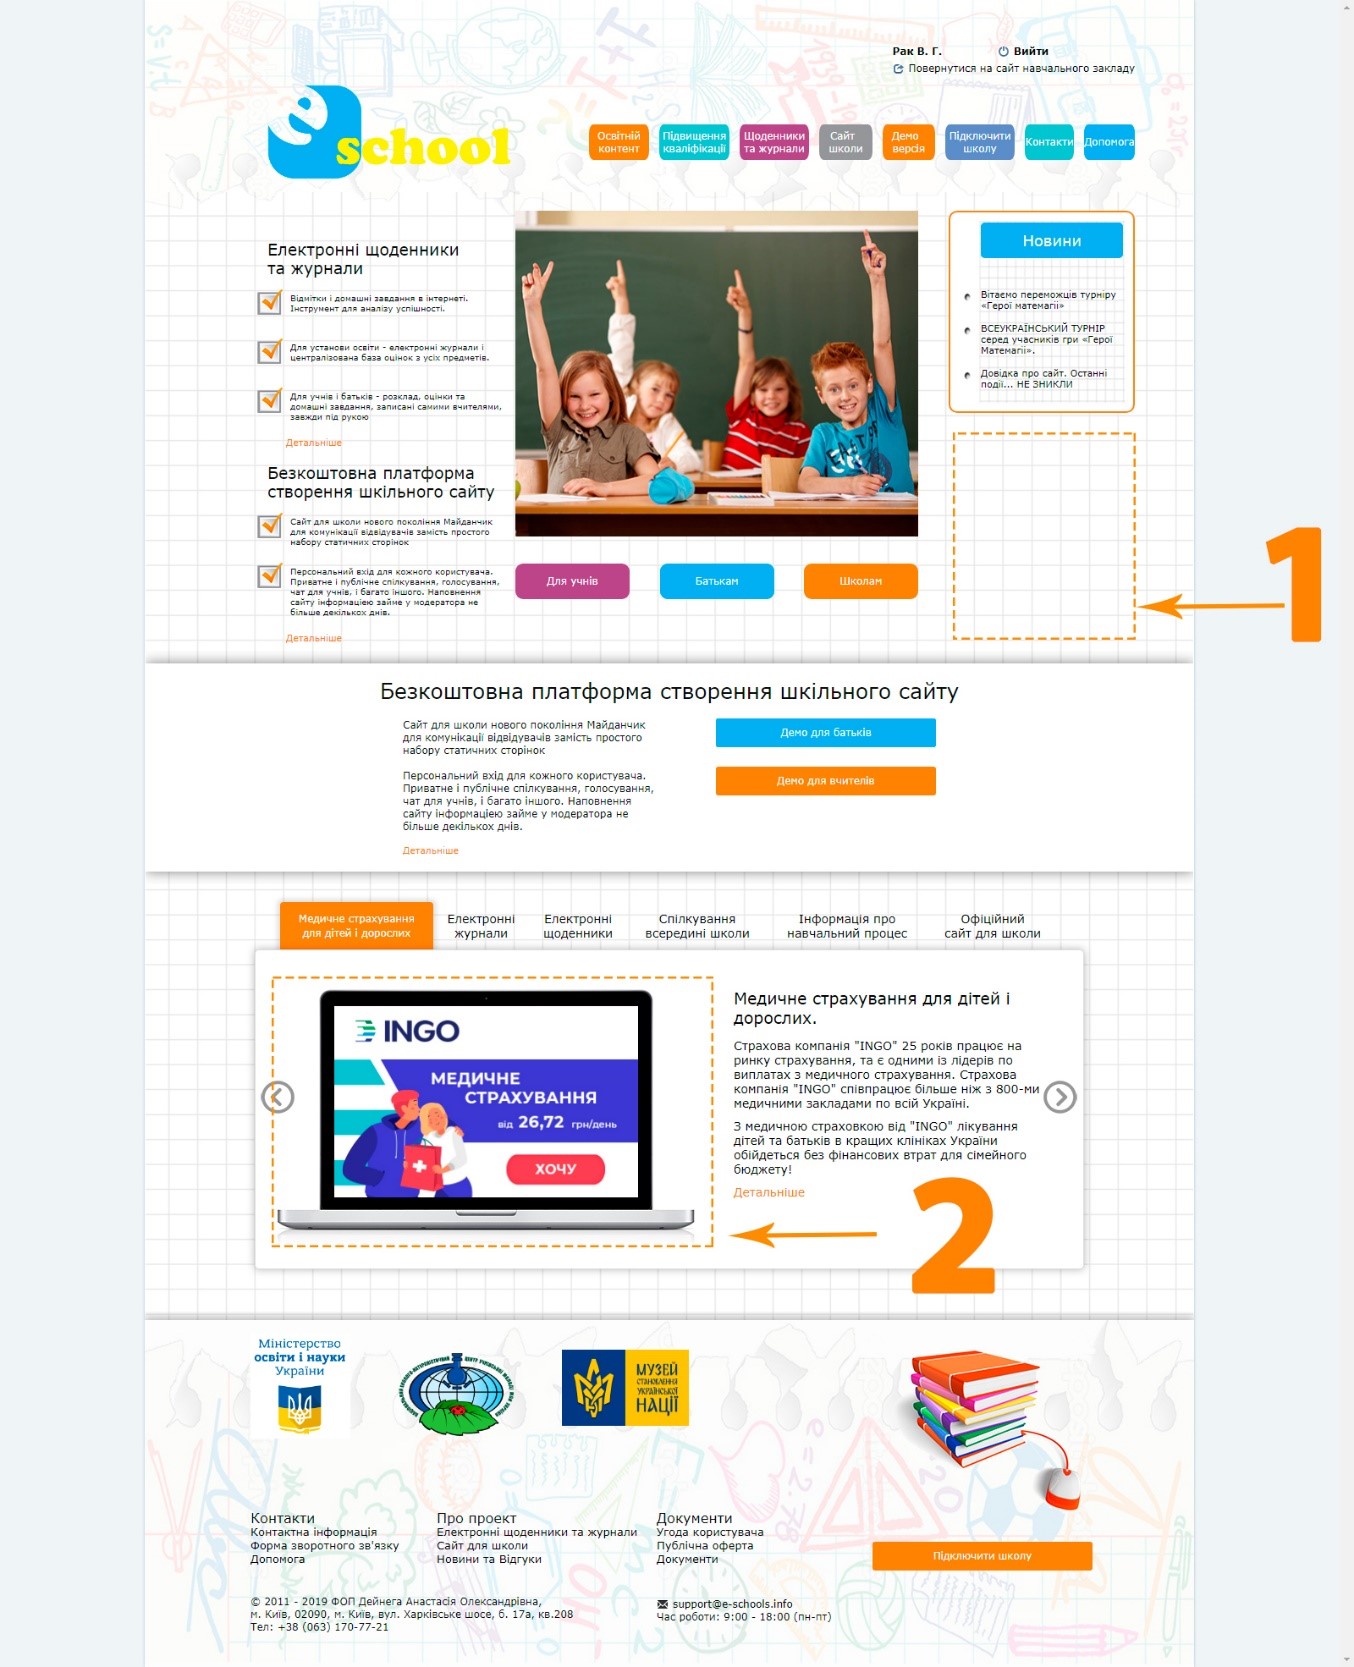 Рак В. Г.
Вийти
Повернутися на сайт навчального закладу
eschool
Освітній
контент
Підвищення
кваліфікації
Щоденники
та журнали
Сайт
школи
Демо
версія
Підключити
школу
Контакти
Допомога
Електронні щоденники
та журнали
Відмітки і домашні завдання в інтернеті.
Інструмент для аналізу успішності.
Для установи освіти - електронні журнали і
централізована база оцінок з усіх предметів.
Для учнів і батьків - розклад, оцінки та
домашні завдання, записані самими вчителями,
завжди під рукою
Детальніше
Безкоштовна платформа
створення шкільного сайту
Сайт для школи нового покоління Майданчик
для комунікації відвідувачів замість простого
набору статичних сторінок
Персональний вхід для кожного користувача.
Приватне і публічне спілкування, голосування,
чат для учнів, і багато іншого. Наповнення
сайту інформацією займе у модератора не
більше декількох днів.
Детальніше
Для учнів
Батькам
Школам
Новини
Вітаємо переможців турніру
«Герої математії»
ВСЕУКРАЇНСЬКИЙ ТУРНІР
серед учасників гри «Герої
Математії».
Довідка про сайт. Останні
події... НЕ ЗНИКЛИ
1
Безкоштовна платформа створення шкільного сайту
Сайт для школи нового покоління Майданчик
для комунікації відвідувачів замість простого
набору статичних сторінок
Персональний вхід для кожного користувача.
Приватне і публічне спілкування, голосування,
чат для учнів, і багато іншого. Наповнення
сайту інформацією займе у модератора не
більше декількох днів.
Детальніше
Демо для батьків
Демо для вчителів
Медичне страхування
для дітей і дорослих
Електронні
журнали
Електронні
щоденники
Спілкування
всередині школи
Інформація про
навчальний процес
Офіційний
сайт для школи
INGO
МЕДИЧНЕ
СТРАХУВАННЯ
від 26,72 грн/день
ХОЧУ
Медичне страхування для дітей і
дорослих.
Страхова компанія "INGO" 25 років працює на
ринку страхування, та є одними із лідерів по
виплатах з медичного страхування. Страхова
компанія "INGO" співпрацює більше ніж з 800-ми
медичними закладами по всій Україні.
З медичною страховкою від "INGO" лікування
дітей та батьків в кращих клініках України
обійдеться без фінансових втрат для сімейного
бюджету!
Детальніше
2
Міністерство
освіти і науки
України
МУЗЕЙ
СТАНОВЛЕННЯ
УКРАЇНСЬКОЇ
НАЦІЇ
Контакти
Контактна інформація
Форма зворотного зв'язку
Допомога
Про проект
Електронні щоденники та журнали
Сайт для школи
Новини та Відгуки
Документи
Угода користувача
Публічна оферта
Документи
Підключити школу
© 2011 - 2019 ФОП Дейнега Анастасія Олександрівна,
м. Київ, 02090, м. Київ, вул. Харківське шосе, б. 17а, кв.208
Тел: +38 (063) 170-77-21
support@e-schools.info
Час роботи: 9:00 - 18:00 (пн-пт)